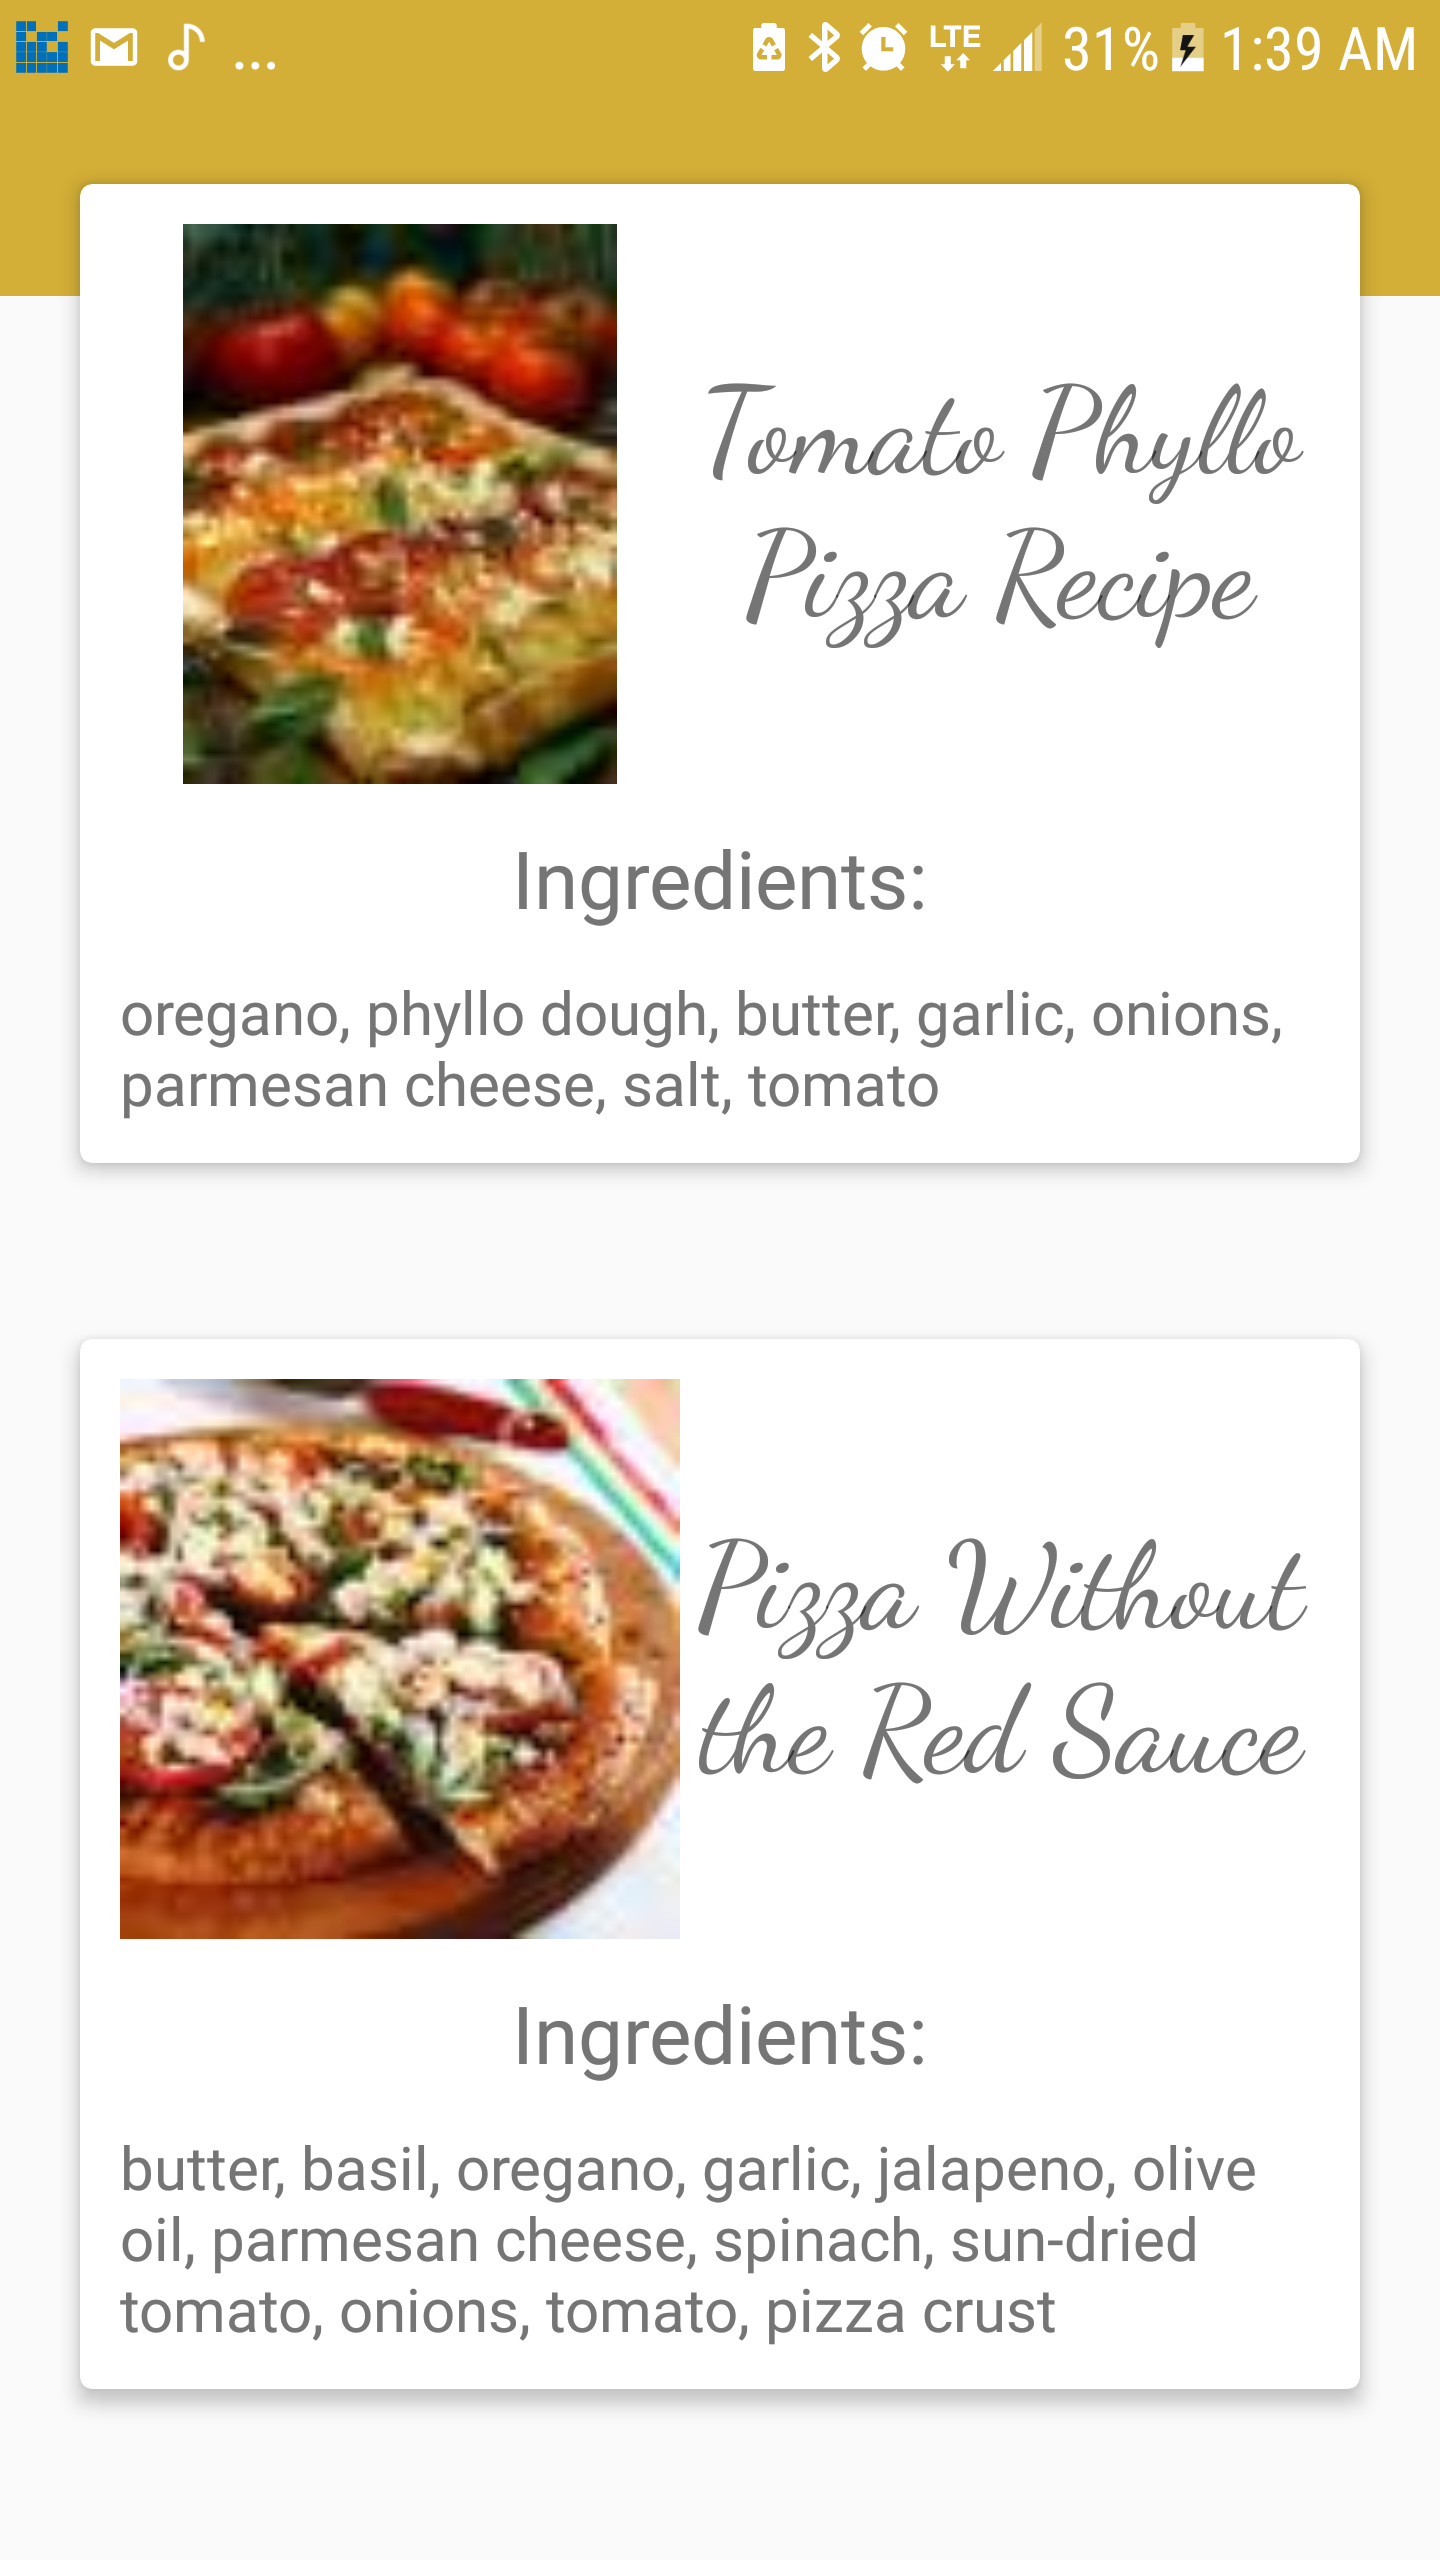 ... LTE 31% 1:39 AM
Tomato Phyllo
Pizza Recipe
Ingredients:
oregano, phyllo dough, butter, garlic, onions,
parmesan cheese, salt, tomato
Pizza Without
the Red Sauce
Ingredients:
butter, basil, oregano, garlic, jalapeno, olive
oil, parmesan cheese, spinach, sun-dried
tomato, onions, tomato, pizza crust